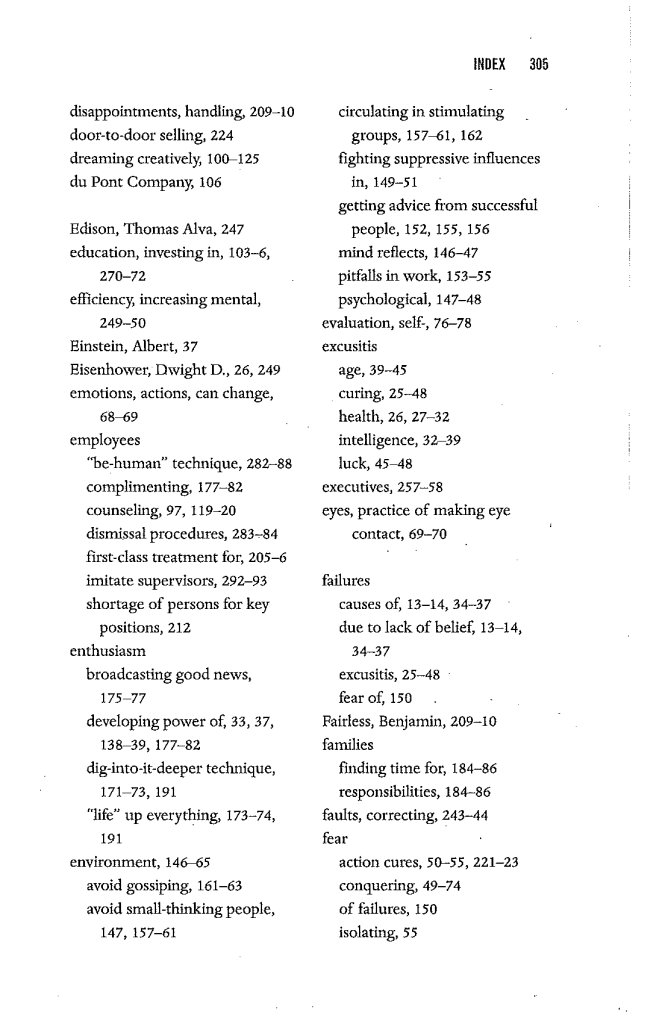 INDEX 305
disappointments, handling, 209–10
door-to-door selling, 224
dreaming creatively, 100–125
du Pont Company, 106
Edison, Thomas Alva, 247
education, investing in, 103–6,
270–72
efficiency, increasing mental,
249–50
Einstein, Albert, 37
Eisenhower, Dwight D., 26, 249
emotions, actions, can change,
68–69
employees
“be-human” technique, 282–88
complimenting, 177–82
counseling, 97, 119–20
dismissal procedures, 283–84
first-class treatment for, 205–6
imitate supervisors, 292–93
shortage of persons for key
positions, 212
enthusiasm
broadcasting good news,
175–77
developing power of, 33, 37,
138–39, 177–82
dig-into-it-deeper technique,
171–73, 191
“life” up everything, 173–74,
191
environment, 146–65
avoid gossiping, 161–63
avoid small-thinking people,
147, 157–61
circulating in stimulating
groups, 157–61, 162
fighting suppressive influences
in, 149–51
getting advice from successful
people, 152, 155, 156
mind reflects, 146–47
pitfalls in work, 153–55
psychological, 147–48
evaluation, self-, 76–78
excusitis
age, 39–45
curing, 25–48
health, 26, 27–32
intelligence, 32–39
luck, 45–48
executives, 257–58
eyes, practice of making eye
contact, 69–70
failures
causes of, 13–14, 34–37
due to lack of belief, 13–14,
34–37
excusitis, 25–48
fear of, 150
Fairless, Benjamin, 209–10
families
finding time for, 184–86
responsibilities, 184–86
faults, correcting, 243–44
fear
action cures, 50–55, 221–23
conquering, 49–74
of failures, 150
isolating, 55